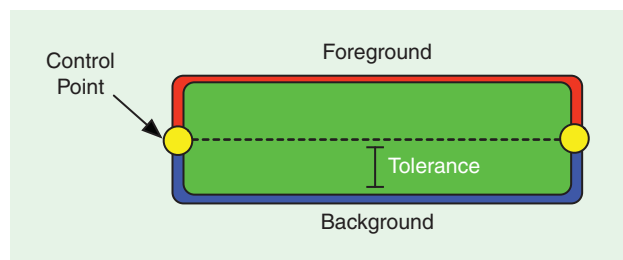 Foreground
Control
Point
Tolerance
Background